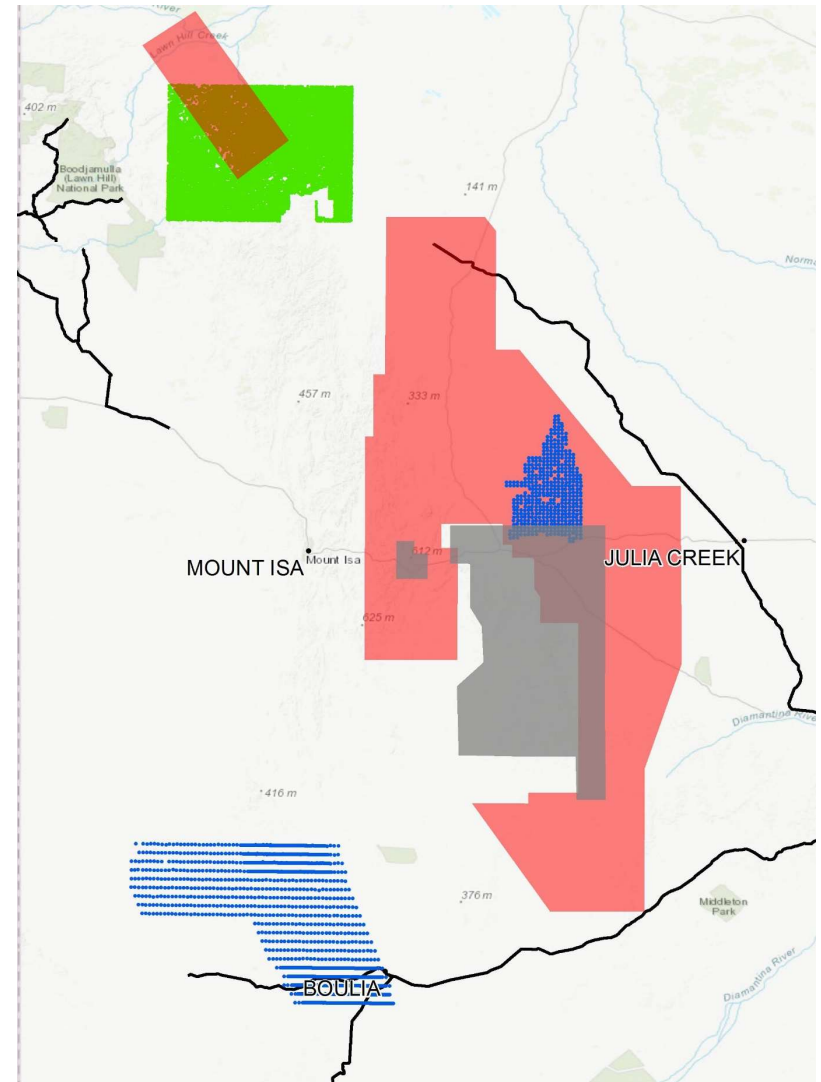 River
Lawn Hill Creek
402 m
Boodjamulla
(Lawn Hill)
National Park
141 m
Norma
457 m
333 m
MOUNT ISA
Mount Isa
612 m
JULIA CREEK
625 m
Diamantina River
416 m
376 m
Middleton
Park
BOULIA
Diamantina River